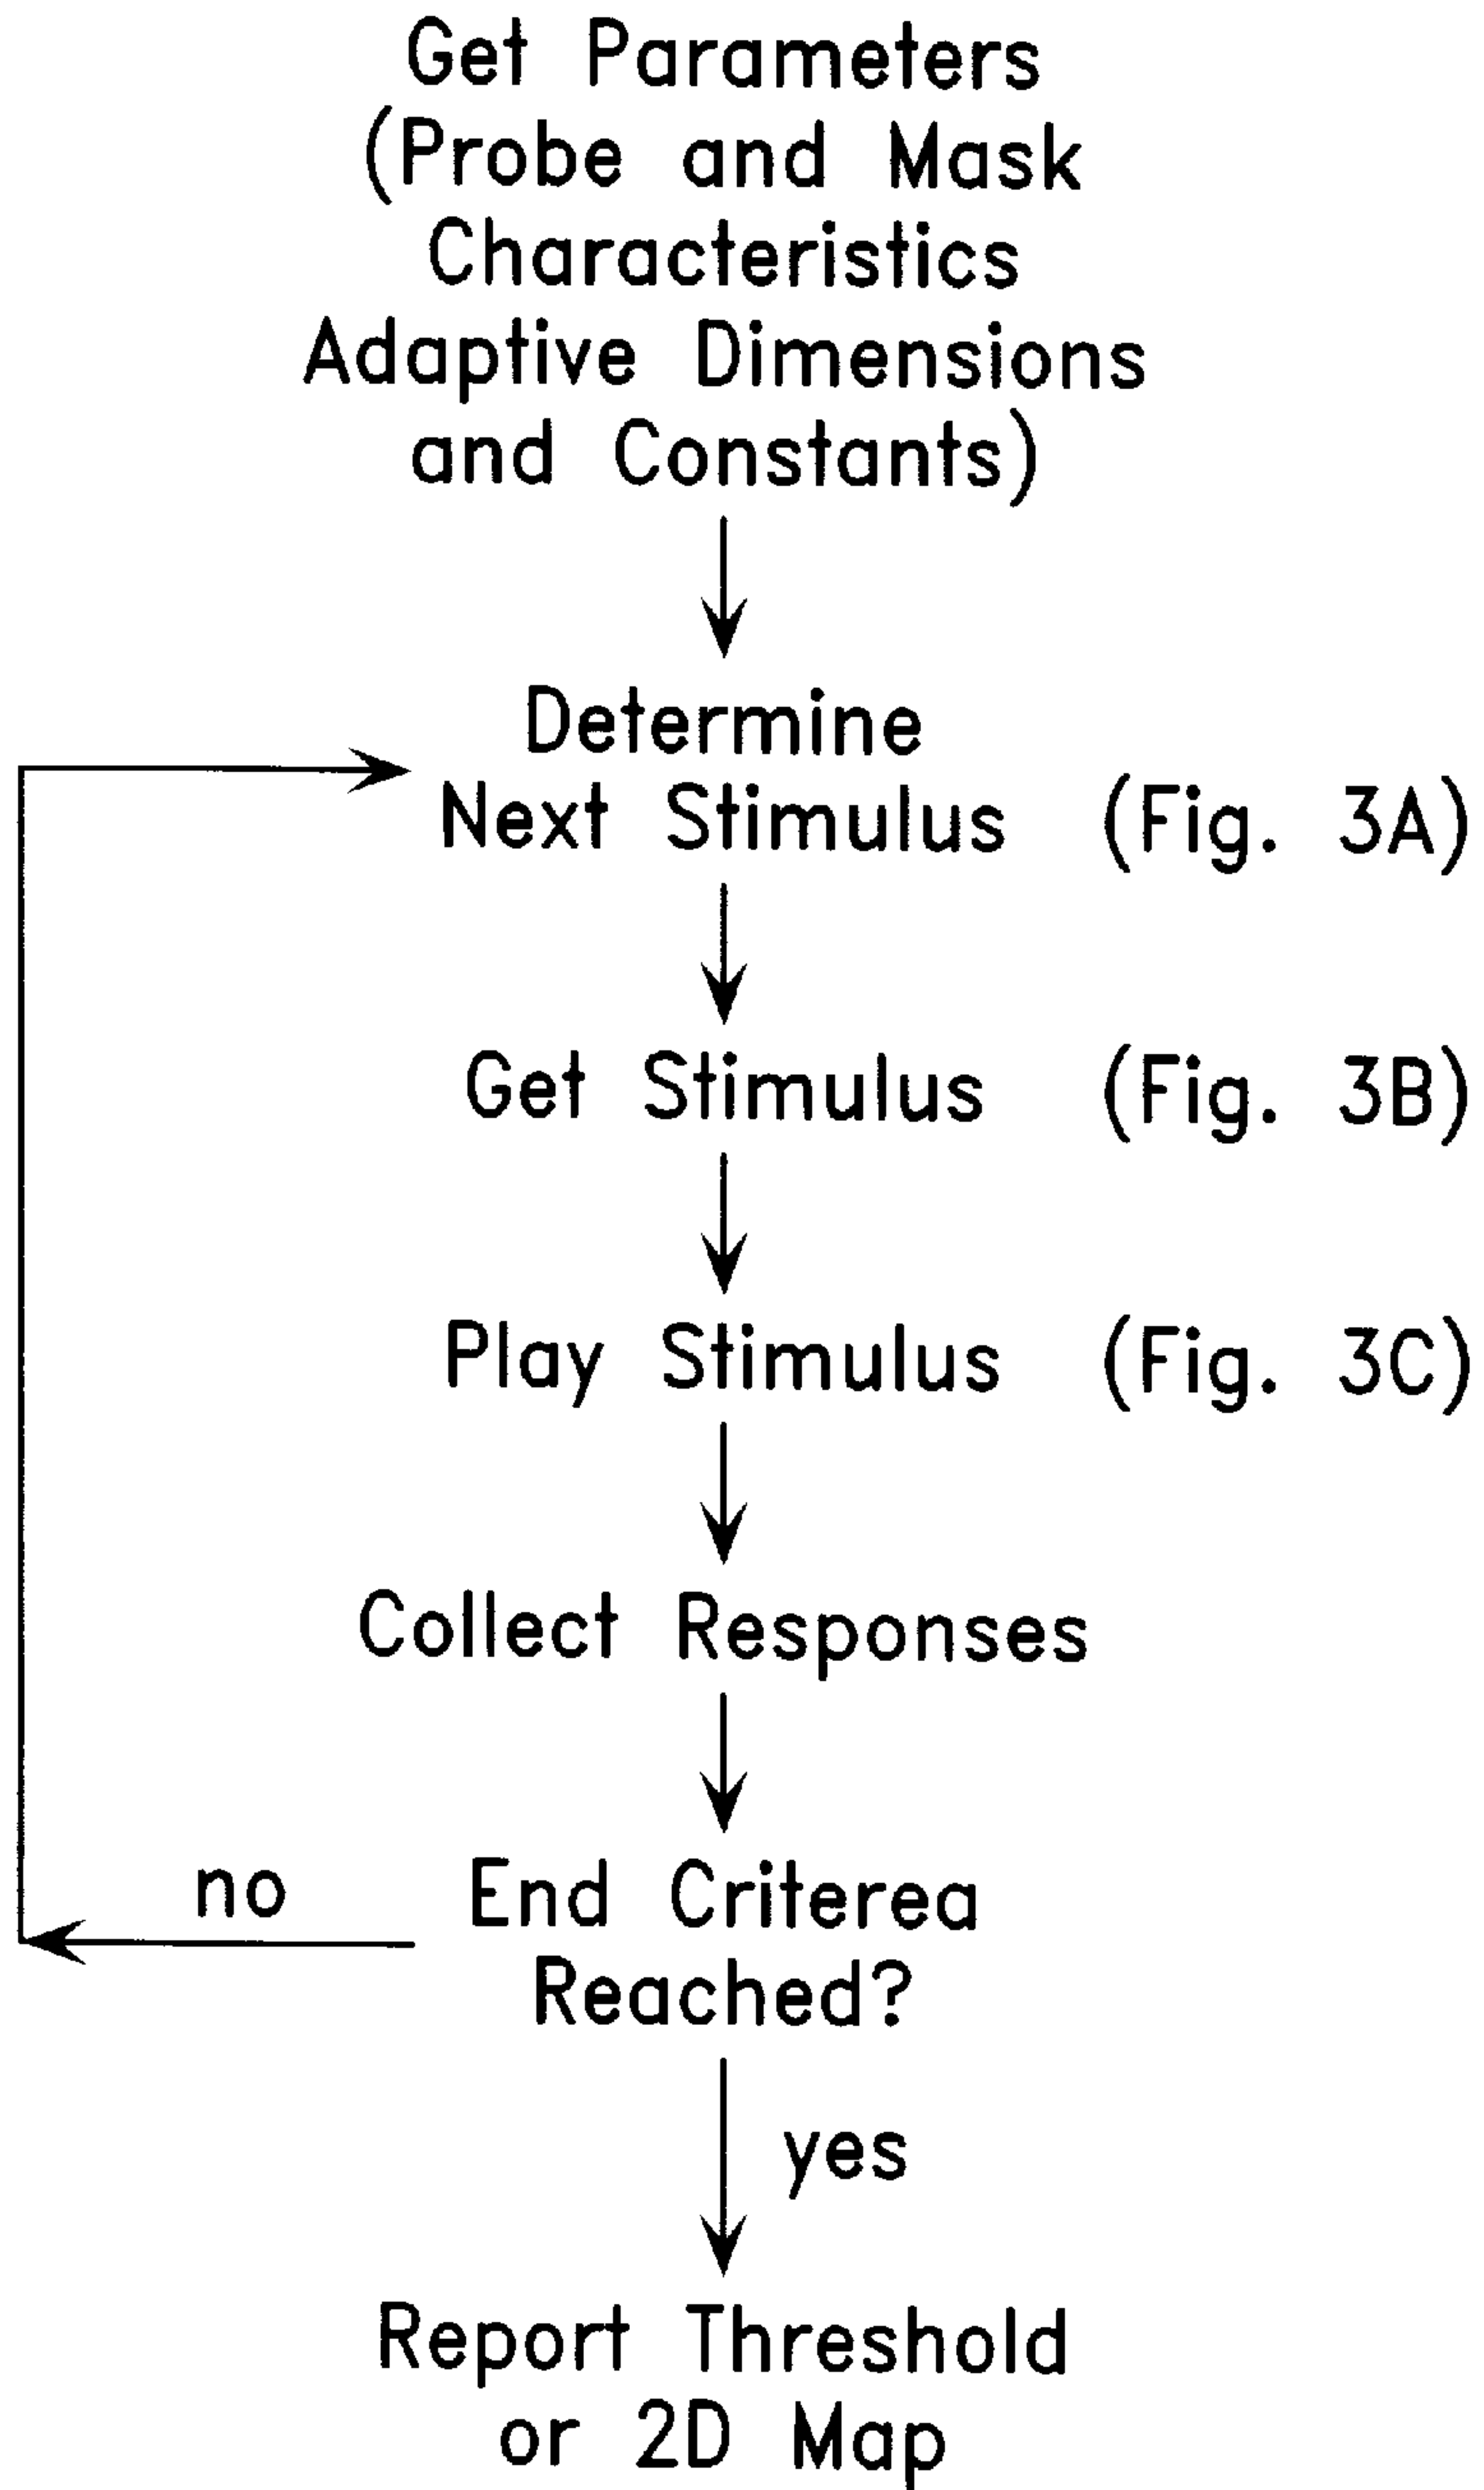 Get Parameters
(Probe and Mask
Characteristics
Adaptive Dimensions
and Constants)
Determine
Next Stimulus (Fig. 3A)
Get Stimulus (Fig. 3B)
Play Stimulus (Fig. 3C)
Collect Responses
no End Criterea
Reached?
yes
Report Threshold
or 2D Map